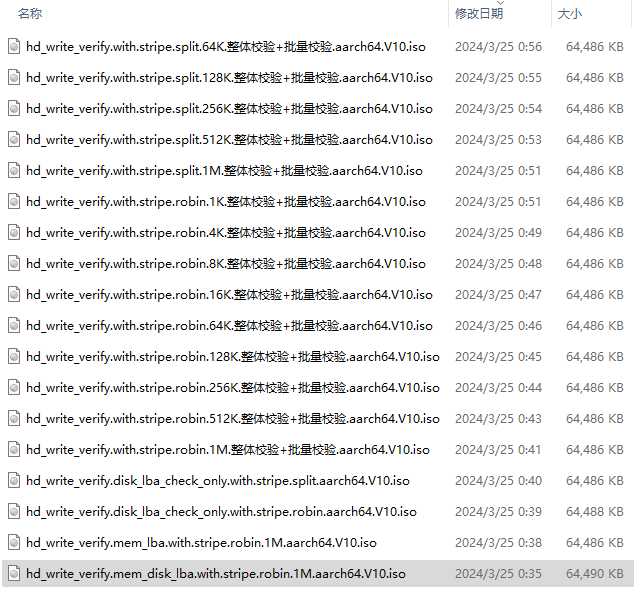 名称 修改日期 大小
hd_write_verify.with.stripe.split.64K.整体校验+批量校验.aarch64.V10.iso 2024/3/25 0:56 64,486 KB
hd_write_verify.with.stripe.split.128K.整体校验+批量校验.aarch64.V10.iso 2024/3/25 0:55 64,486 KB
hd_write_verify.with.stripe.split.256K.整体校验+批量校验.aarch64.V10.iso 2024/3/25 0:54 64,486 KB
hd_write_verify.with.stripe.split.512K.整体校验+批量校验.aarch64.V10.iso 2024/3/25 0:53 64,486 KB
hd_write_verify.with.stripe.split.1M.整体校验+批量校验.aarch64.V10.iso 2024/3/25 0:51 64,486 KB
hd_write_verify.with.stripe.robin.1K.整体校验+批量校验.aarch64.V10.iso 2024/3/25 0:51 64,486 KB
hd_write_verify.with.stripe.robin.4K.整体校验+批量校验.aarch64.V10.iso 2024/3/25 0:49 64,486 KB
hd_write_verify.with.stripe.robin.8K.整体校验+批量校验.aarch64.V10.iso 2024/3/25 0:48 64,486 KB
hd_write_verify.with.stripe.robin.16K.整体校验+批量校验.aarch64.V10.iso 2024/3/25 0:47 64,486 KB
hd_write_verify.with.stripe.robin.64K.整体校验+批量校验.aarch64.V10.iso 2024/3/25 0:46 64,486 KB
hd_write_verify.with.stripe.robin.128K.整体校验+批量校验.aarch64.V10.iso 2024/3/25 0:45 64,486 KB
hd_write_verify.with.stripe.robin.256K.整体校验+批量校验.aarch64.V10.iso 2024/3/25 0:44 64,486 KB
hd_write_verify.with.stripe.robin.512K.整体校验+批量校验.aarch64.V10.iso 2024/3/25 0:43 64,486 KB
hd_write_verify.with.stripe.robin.1M.整体校验+批量校验.aarch64.V10.iso 2024/3/25 0:41 64,486 KB
hd_write_verify.disk_lba_check_only.with.stripe.split.aarch64.V10.iso 2024/3/25 0:40 64,486 KB
hd_write_verify.disk_lba_check_only.with.stripe.robin.aarch64.V10.iso 2024/3/25 0:39 64,488 KB
hd_write_verify.mem_lba.with.stripe.robin.1M.aarch64.V10.iso 2024/3/25 0:38 64,486 KB
hd_write_verify.mem_disk_lba.with.stripe.robin.1M.aarch64.V10.iso 2024/3/25 0:35 64,490 KB